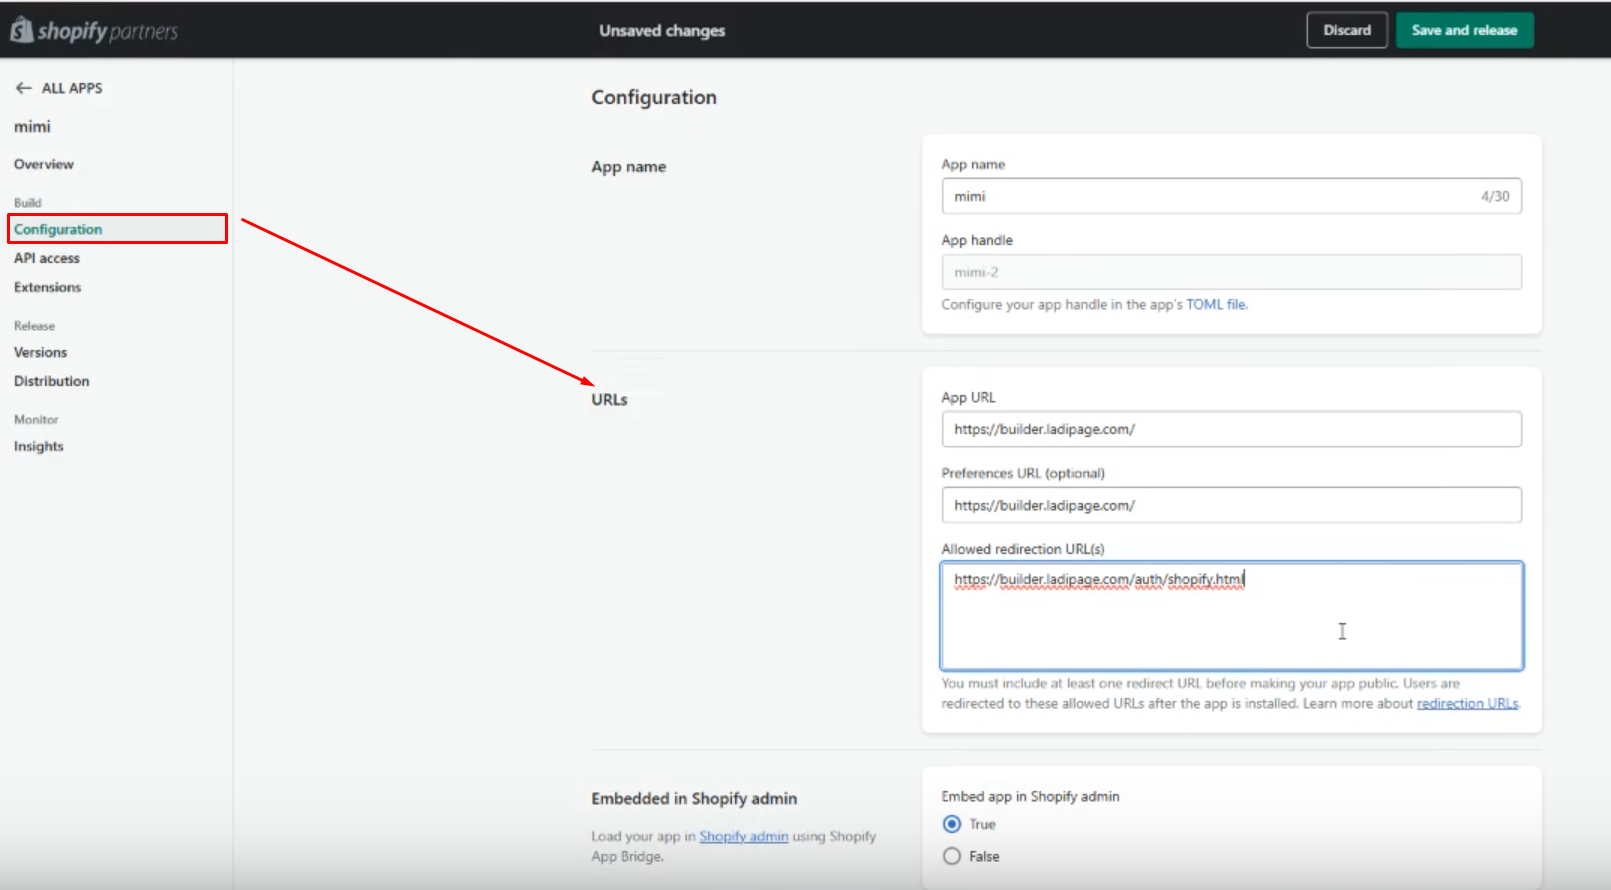 shopify partners
Unsaved changes
Discard
Save and release
ALL APPS
mimi
Overview
Build
Configuration
API access
Extensions
Release
Versions
Distribution
Monitor
Insights
Configuration
App name
App name
mimi
4/30
App handle
mimi-2
Configure your app handle in the app's TOML file.
URLs
App URL
https://builder.ladipage.com/
Preferences URL (optional)
https://builder.ladipage.com/
Allowed redirection URL(s)
https://builder.ladipage.com/auth/shopify.html
You must include at least one redirect URL before making your app public. Users are
redirected to these allowed URLs after the app is installed. Learn more about redirection URLs.
Embedded in Shopify admin
Load your app in Shopify admin using Shopify
App Bridge.
Embed app in Shopify admin
True
False